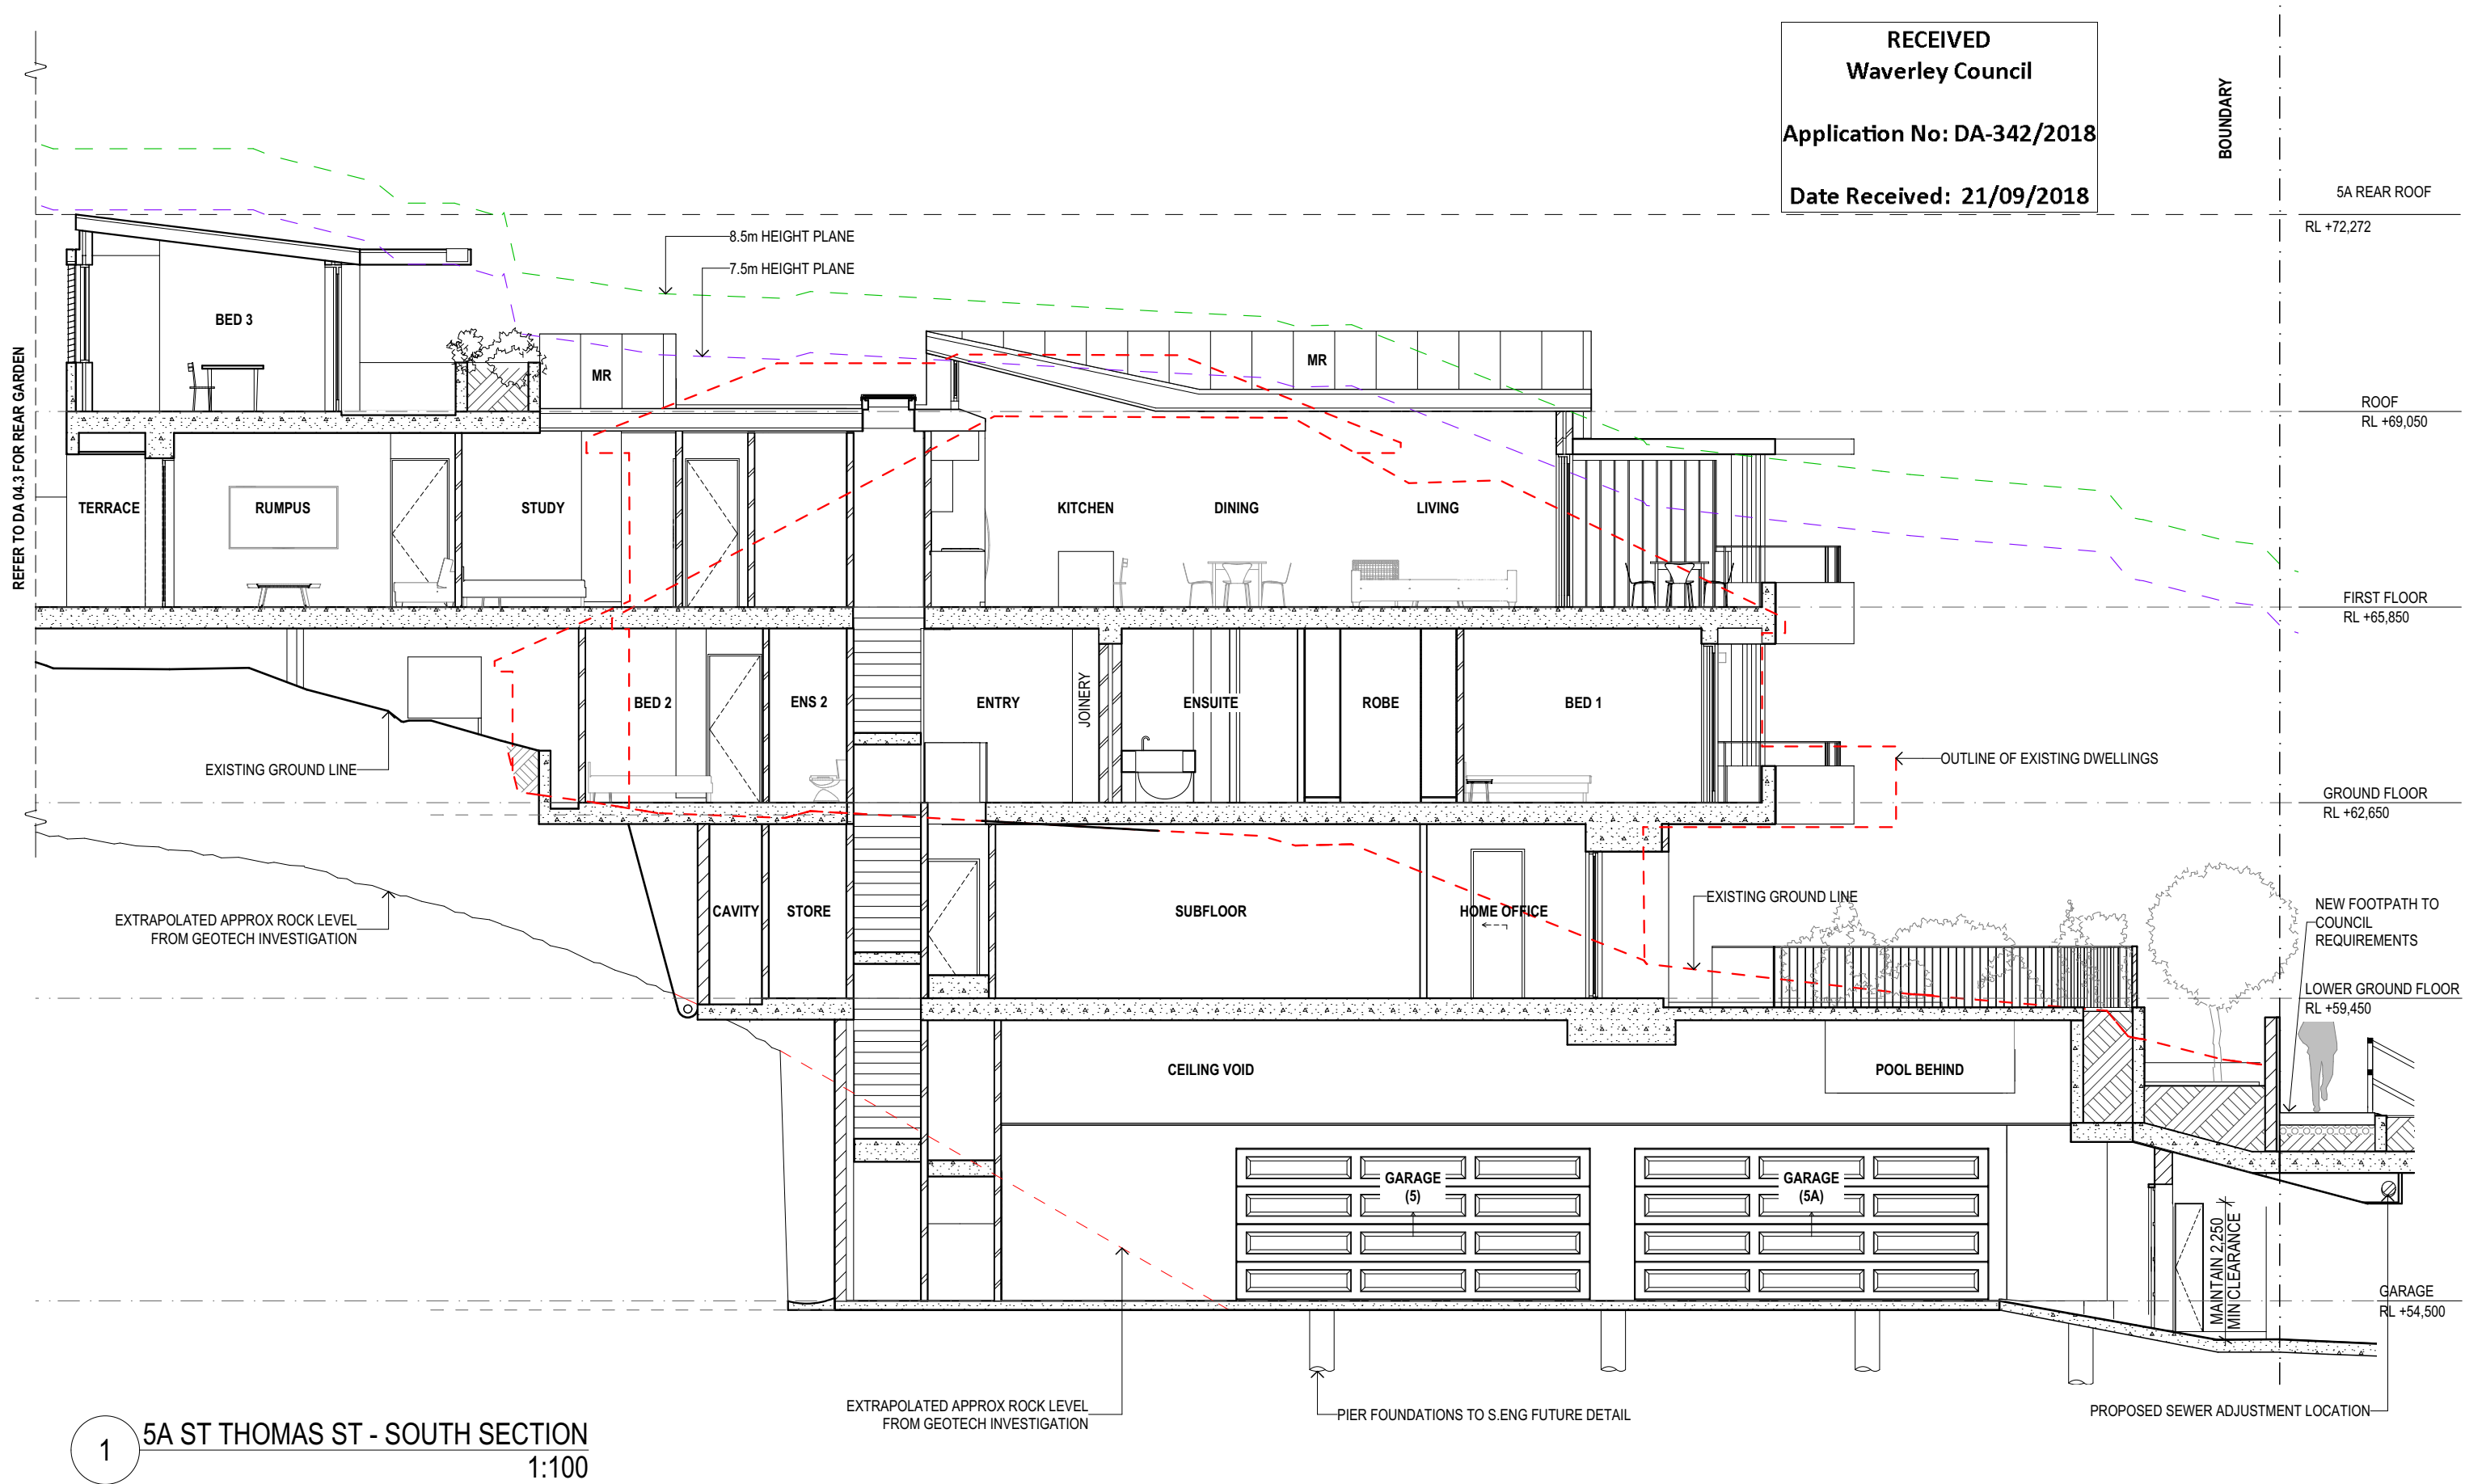 RECEIVED
Waverley Council
Application No: DA-342/2018
Date Received: 21/09/2018
BOUNDARY
5A REAR ROOF
RL +72,272
8.5m HEIGHT PLANE
7.5m HEIGHT PLANE
BED 3
MR
MR
REFER TO DA 04.3 FOR REAR GARDEN
ROOF
RL +69,050
TERRACE
RUMPUS
STUDY
KITCHEN
DINING
LIVING
FIRST FLOOR
RL +65,850
BED 2
ENS 2
ENTRY
JOINERY
ENSUITE
ROBE
BED 1
EXISTING GROUND LINE
OUTLINE OF EXISTING DWELLINGS
GROUND FLOOR
RL +62,650
EXTRAPOLATED APPROX ROCK LEVEL
FROM GEOTECH INVESTIGATION
CAVITY
STORE
SUBFLOOR
HOME OFFICE
EXISTING GROUND LINE
NEW FOOTPATH TO
COUNCIL
REQUIREMENTS
LOWER GROUND FLOOR
RL +59,450
CEILING VOID
POOL BEHIND
GARAGE
(5)
GARAGE
(5A)
MAINTAIN 2,250
MIN CLEARANCE
GARAGE
RL +54,500
EXTRAPOLATED APPROX ROCK LEVEL
FROM GEOTECH INVESTIGATION
PIER FOUNDATIONS TO S.ENG FUTURE DETAIL
PROPOSED SEWER ADJUSTMENT LOCATION
1
5A ST THOMAS ST - SOUTH SECTION
1:100